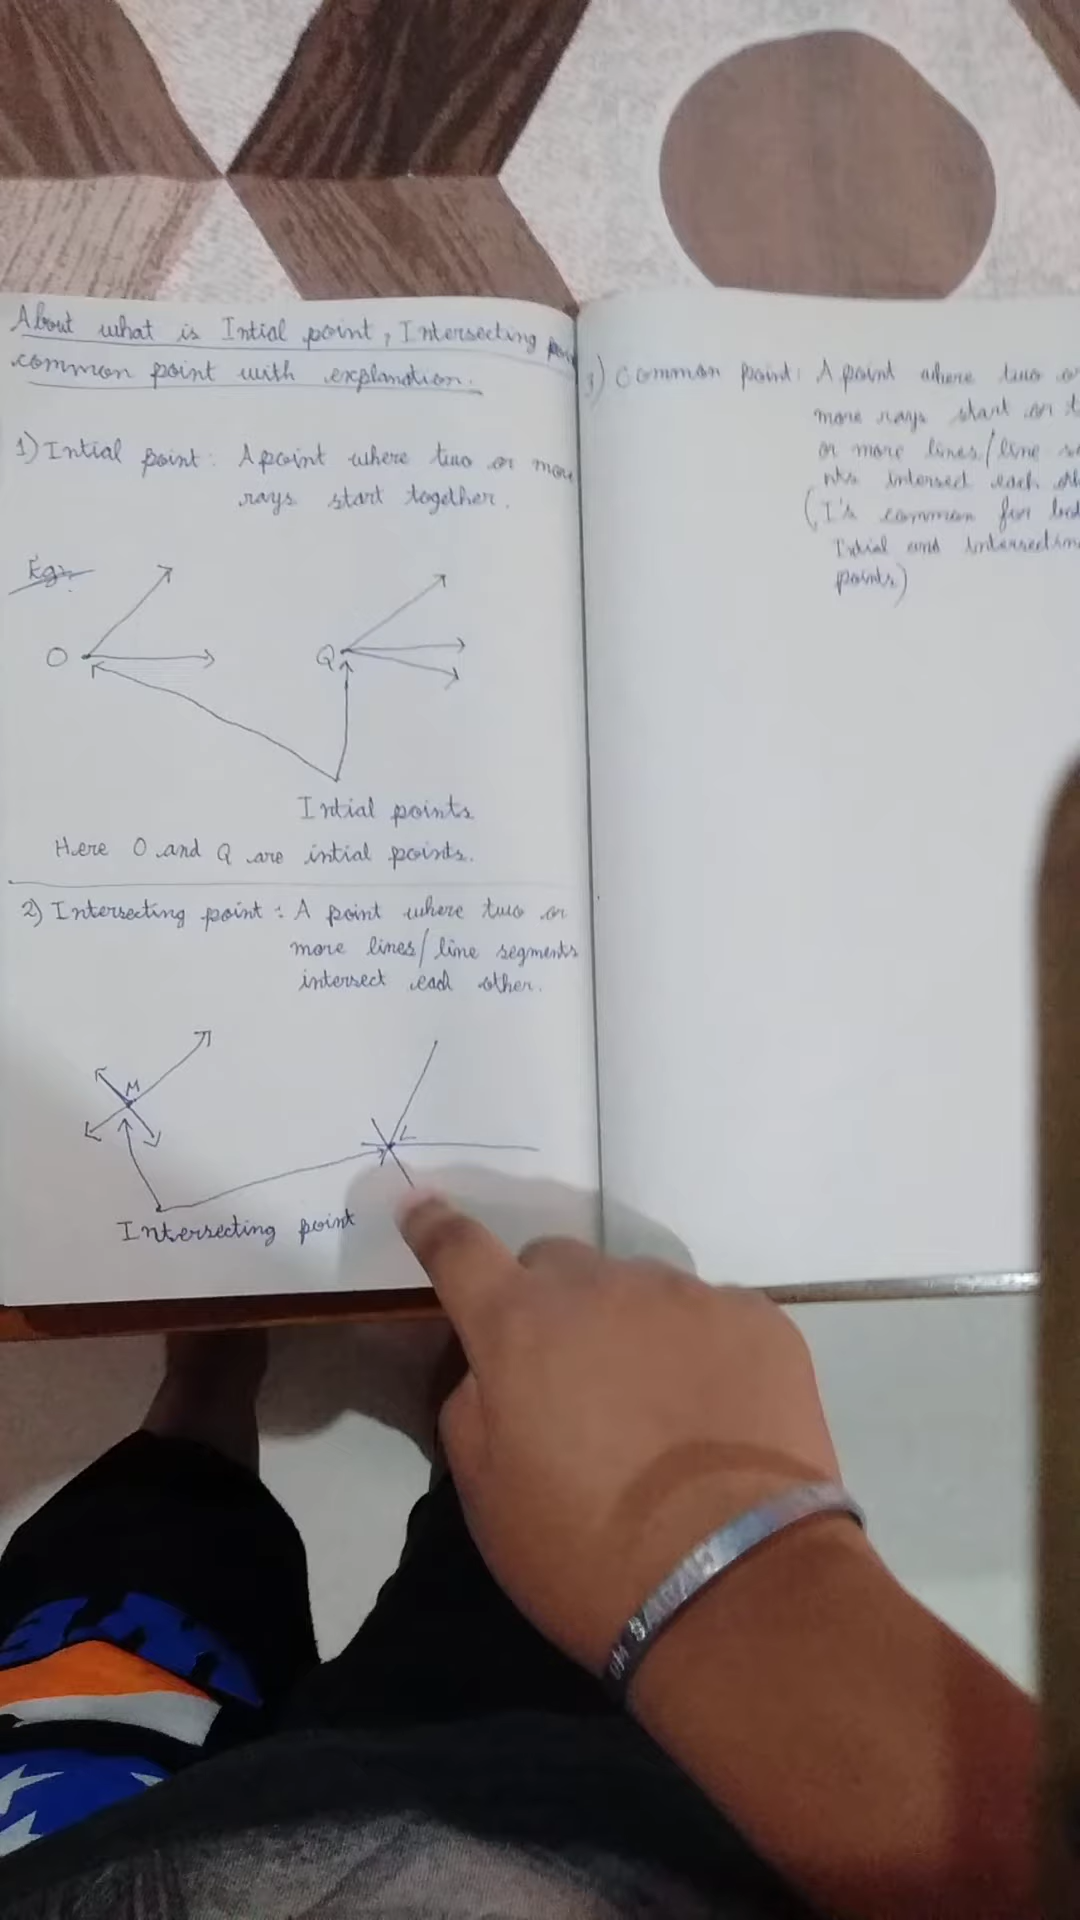 About what is Intial point, Intersecting
common point with explanation.
1) Intial point: A point where two or more
rays start together.
Eg:-
O
Q
Intial points
Here O and Q are intial points.
2) Intersecting point: A point where two or
more lines/line segments
intersect each other.
M
L
Intersecting point
3) Common point: A point where two or
more rays start or
or more lines/line
nts intersect each
(I's common for
Intial and intersecting
points)